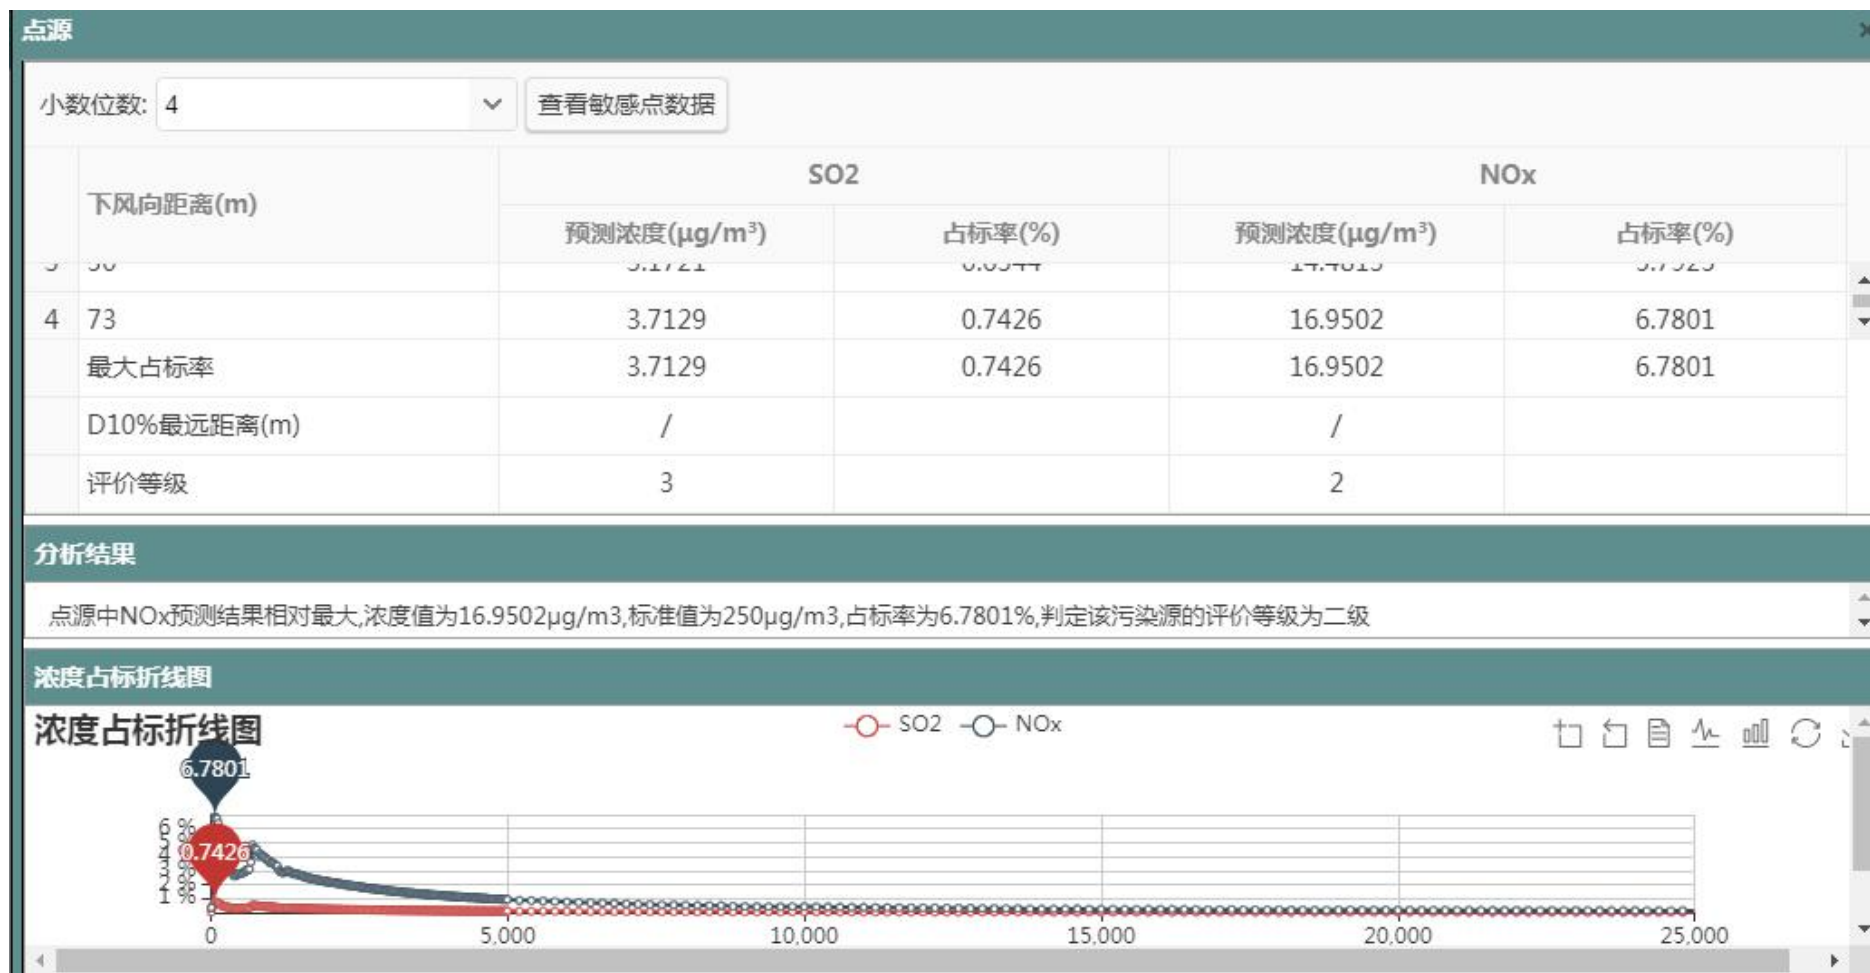 点源
小数位数: 4 查看敏感点数据
下风向距离(m) SO2 NOx
预测浓度(μg/m³) 占标率(%) 预测浓度(μg/m³) 占标率(%)
4 73 3.7129 0.7426 16.9502 6.7801
最大占标率 3.7129 0.7426 16.9502 6.7801
D10%最远距离(m) / /
评价等级 3 2
分析结果
点源中NOx预测结果相对最大,浓度值为16.9502μg/m3,标准值为250μg/m3,占标率为6.7801%,判定该污染源的评价等级为二级
浓度占标折线图
浓度占标折线图 SO2 NOx
6.7801
6 %
5 %
4 %
0.7426
3 %
2 %
1 %
0 5,000 10,000 15,000 20,000 25,000